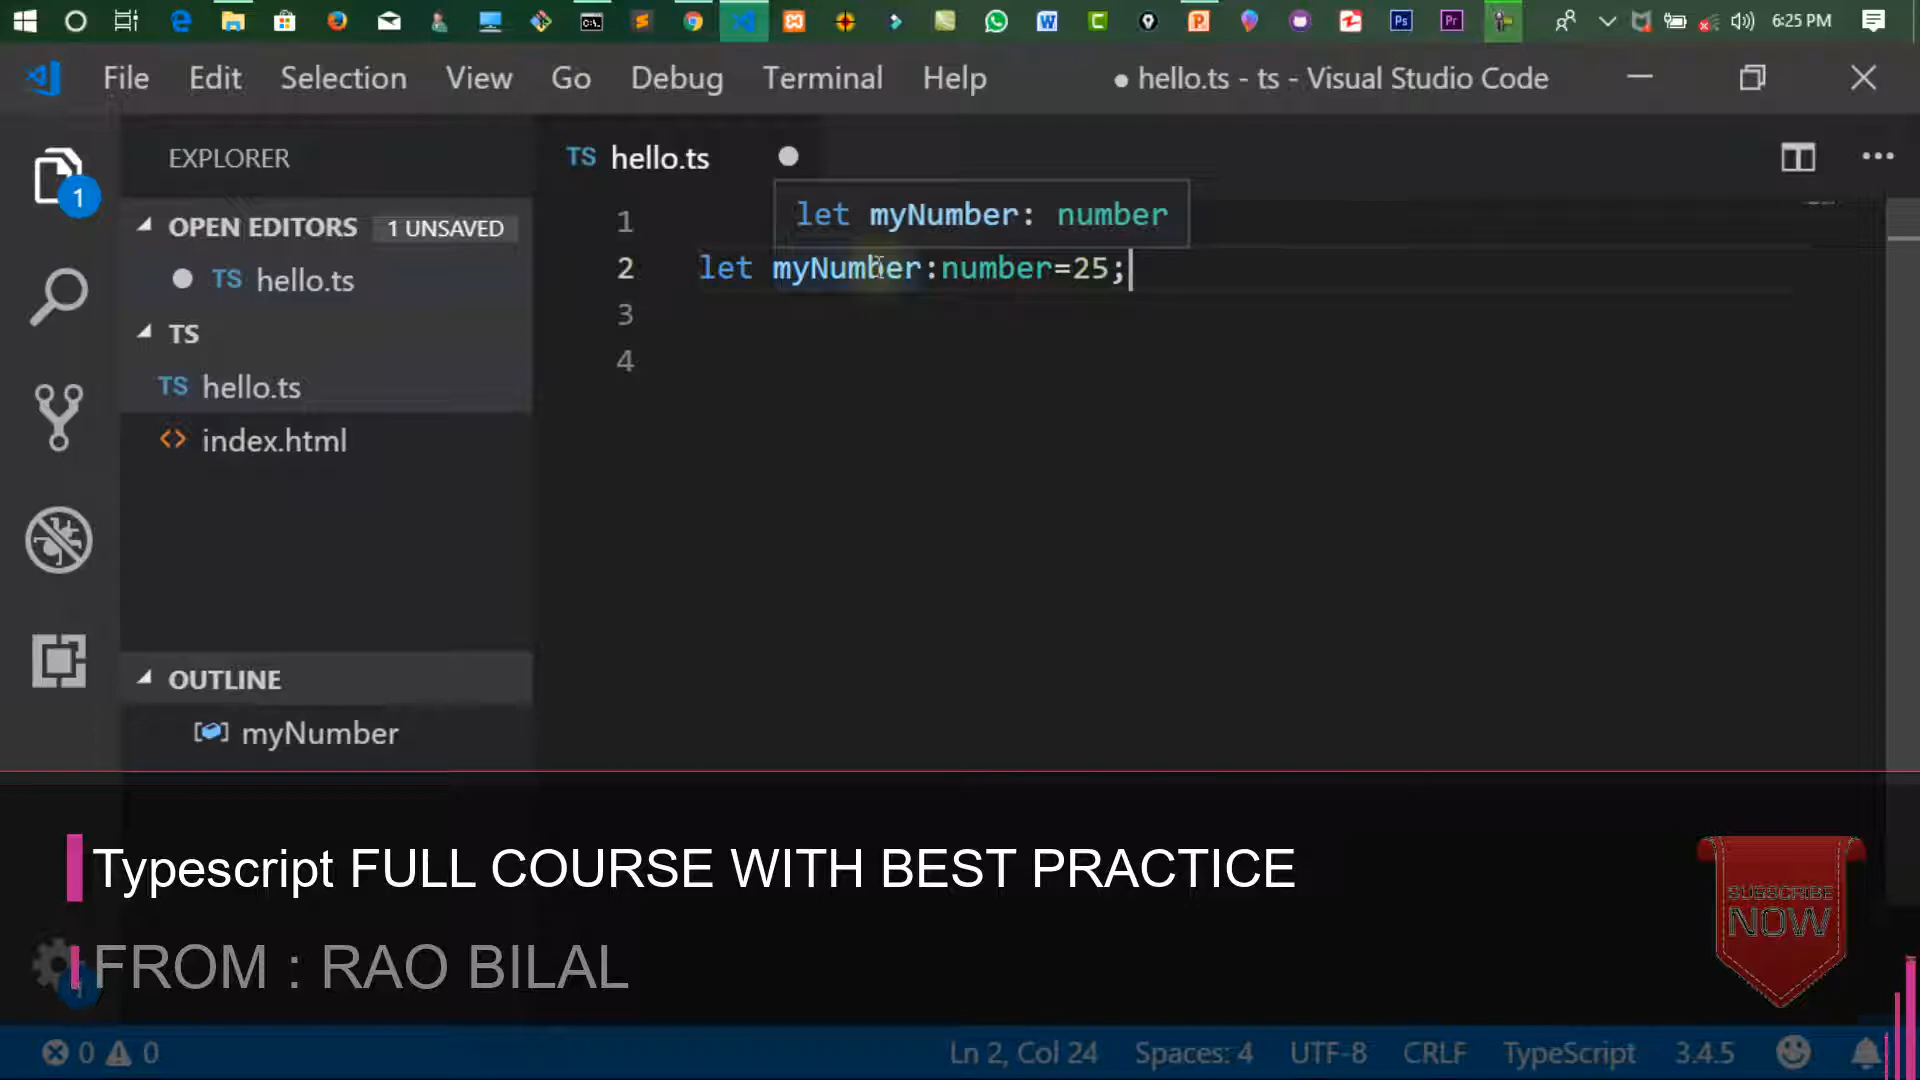 6:25 PM
File Edit Selection View Go Debug Terminal Help ● hello.ts - ts - Visual Studio Code
EXPLORER
TS hello.ts
1
OPEN EDITORS 1 UNSAVED
TS hello.ts
TS
TS hello.ts
<> index.html
OUTLINE
myNumber
let myNumber: number
1
2 let myNumber:number=25;
3
4
Typescript FULL COURSE WITH BEST PRACTICE
FROM : RAO BILAL
SUBSCRIBE
NOW
0 0 Ln 2, Col 24 Spaces: 4 UTF-8 CRLF TypeScript 3.4.5